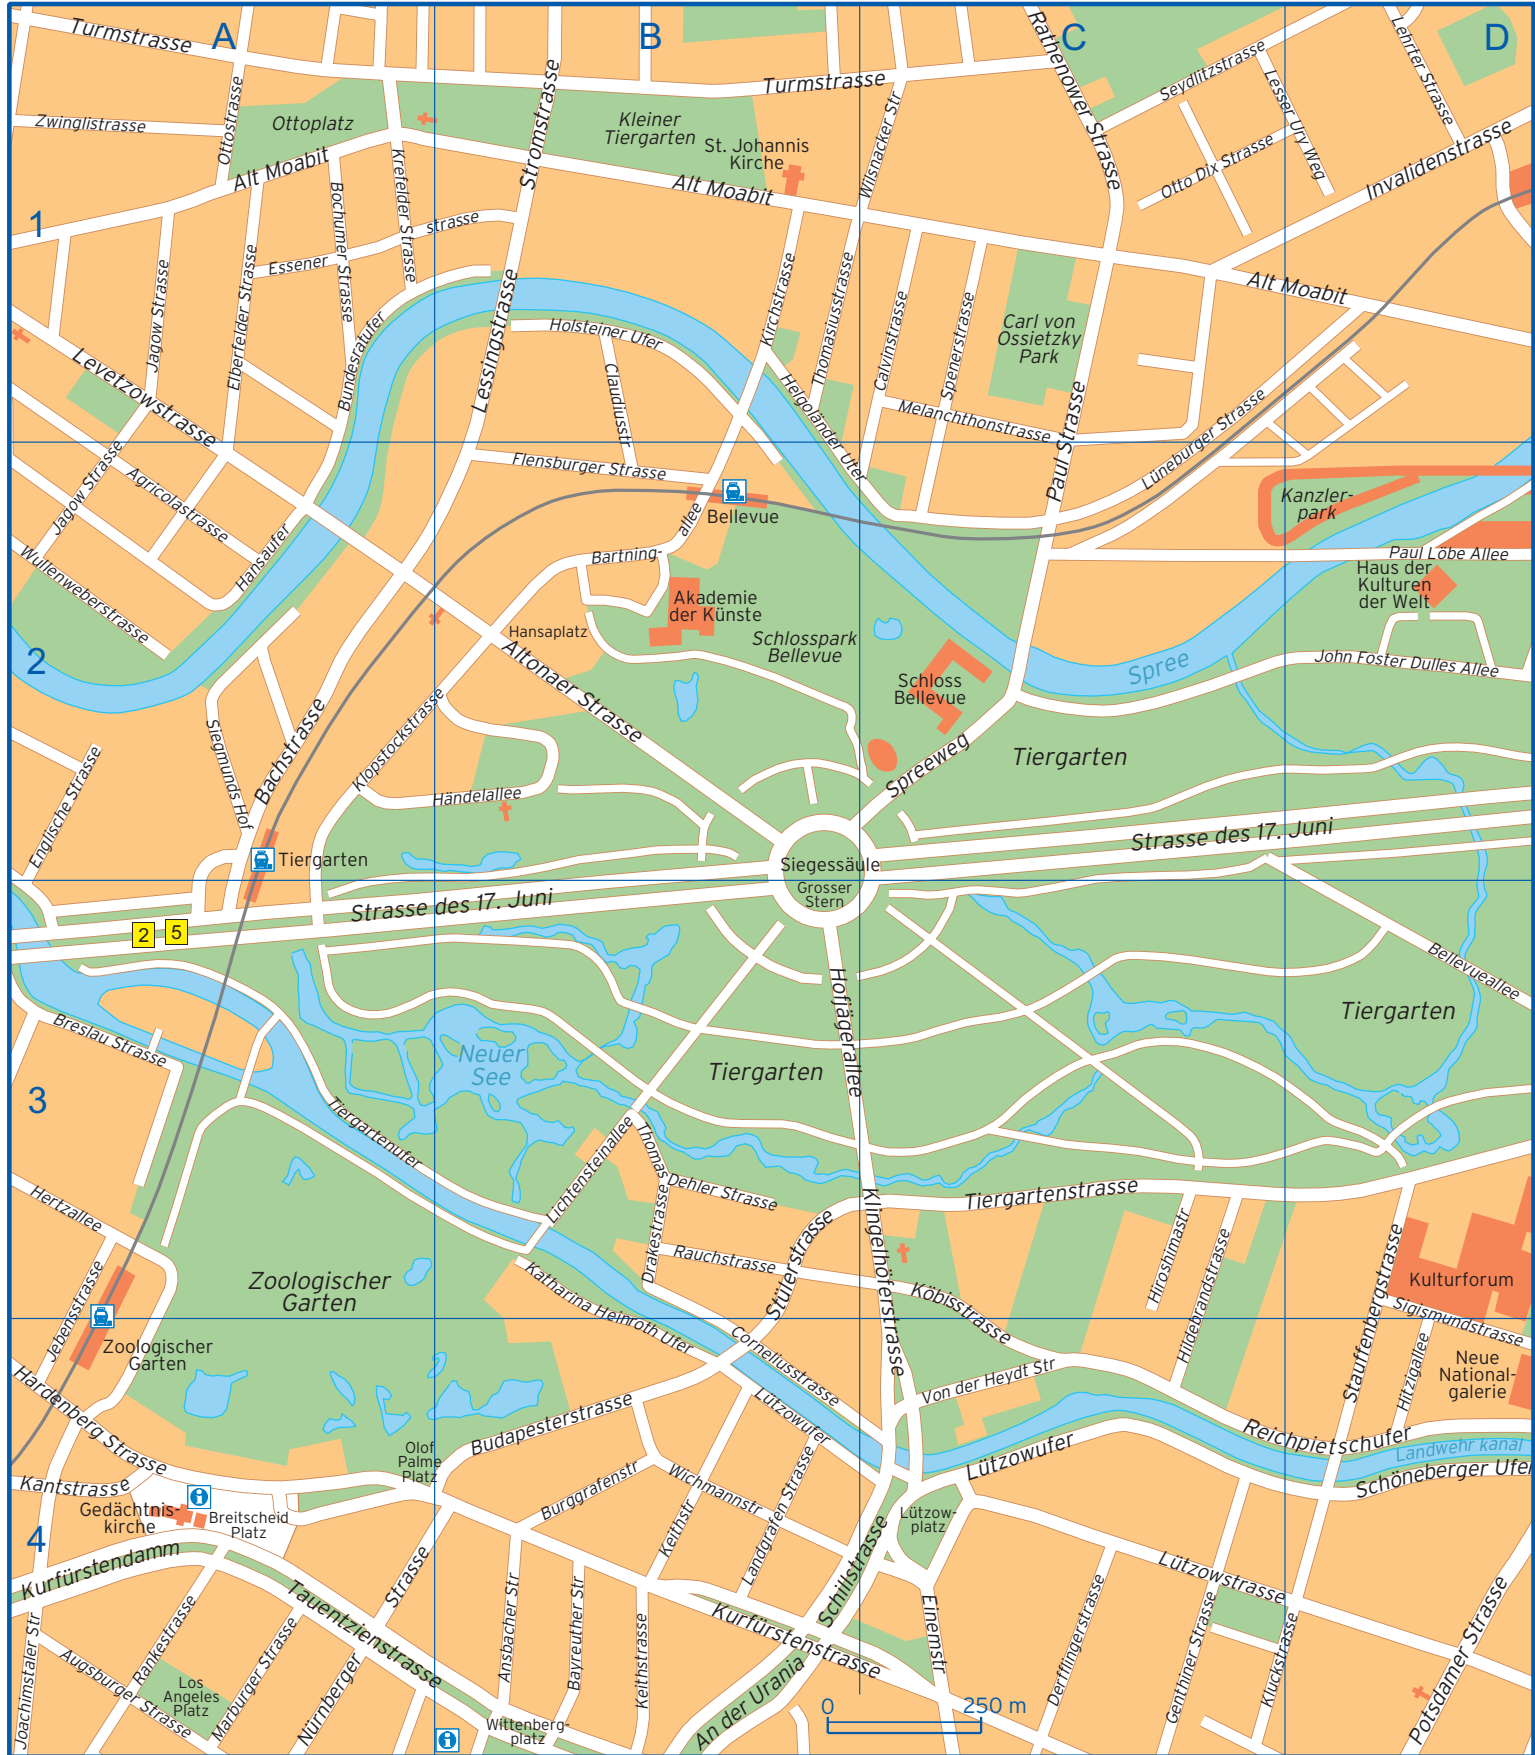 A
B
C
D
1
2
3
4
Turmstrasse
Turmstrasse
Zwinglistrasse
Ottostrasse
Ottoplatz
Kleiner
Tiergarten
St. Johannis
Kirche
Stromstrasse
Wilsnacker Str
Rathenower Strasse
Seydlitzstrasse
Lesser Ury Weg
Lehrter Strasse
Otto Dix Strasse
Invalidenstrasse
Alt Moabit
Alt Moabit
Alt Moabit
Krefelder Strasse
Bochumer Strasse
Essener
strasse
Jagow Strasse
Elberfelder Strasse
Bundesratufer
Lessingstrasse
Holsteiner Ufer
Claudiusstr
Kirchstrasse
Thomasiusstrasse
Calvinstrasse
Spenerstrasse
Carl von
Ossietzky
Park
Helgoländer Ufer
Melanchthonstrasse
Paul Strasse
Lüneburger Strasse
Levetzowstrasse
Jagow Strasse
Agricolastrasse
Hansaufer
Wullenweberstrasse
Flensburger Strasse
Bellevue
Bartning-
allee
Akademie
der Künste
Hansaplatz
Schlosspark
Bellevue
Schloss
Bellevue
Kanzler-
park
Paul Löbe Allee
Haus der
Kulturen
der Welt
John Foster Dulles Allee
Spree
Spreeweg
Tiergarten
Altonaer Strasse
Klopstockstrasse
Händelallee
Bachstrasse
Siegmunds Hof
Englische Strasse
Tiergarten
Siegessäule
Grosser
Stern
Strasse des 17. Juni
Strasse des 17. Juni
2
5
Bellevueallee
Hofjägerallee
Tiergarten
Tiergarten
Neuer
See
Breslau Strasse
Tiergartenufer
Lichtensteinallee
Thomas
Dehler Strasse
Drakestrasse
Rauchstrasse
Stülerstrasse
Klingelhöferstrasse
Tiergartenstrasse
Hiroshimastr
Hildebrandstrasse
Stauffenbergstrasse
Kulturforum
Sigismundstrasse
Hitzigallee
Neue
National-
galerie
Köbisstrasse
Von der Heydt Str
Reichpietschufer
Landwehr kanal
Schöneberger Ufer
Hertzallee
Jebensstrasse
Zoologischer
Garten
Zoologischer
Garten
Katharina Heinroth Ufer
Corneliusstrasse
Lützowufer
Lützowufer
Hardenberg Strasse
Kantstrasse
Budapesterstrasse
Olof
Palme
Platz
Gedächtnis-
kirche
Breitscheid
Platz
Burggrafenstr
Wichmannstr
Keithstr
Landgrafen Strasse
Lützow-
platz
Lützowstrasse
Schillstrasse
Einemstr
Kurfürstenstrasse
An der Urania
Kurfürstendamm
Tauentzienstrasse
Joachimstaler Str
Rankestrasse
Augsburger Strasse
Los
Angeles
Platz
Marburger Strasse
Nürnberger
Strasse
Ansbacher Str
Bayreuther Str
Keithstrasse
Wittenberg-
platz
Derfflingerstrasse
Genthiner Strasse
Kluckstrasse
Potsdamer Strasse
0
250 m